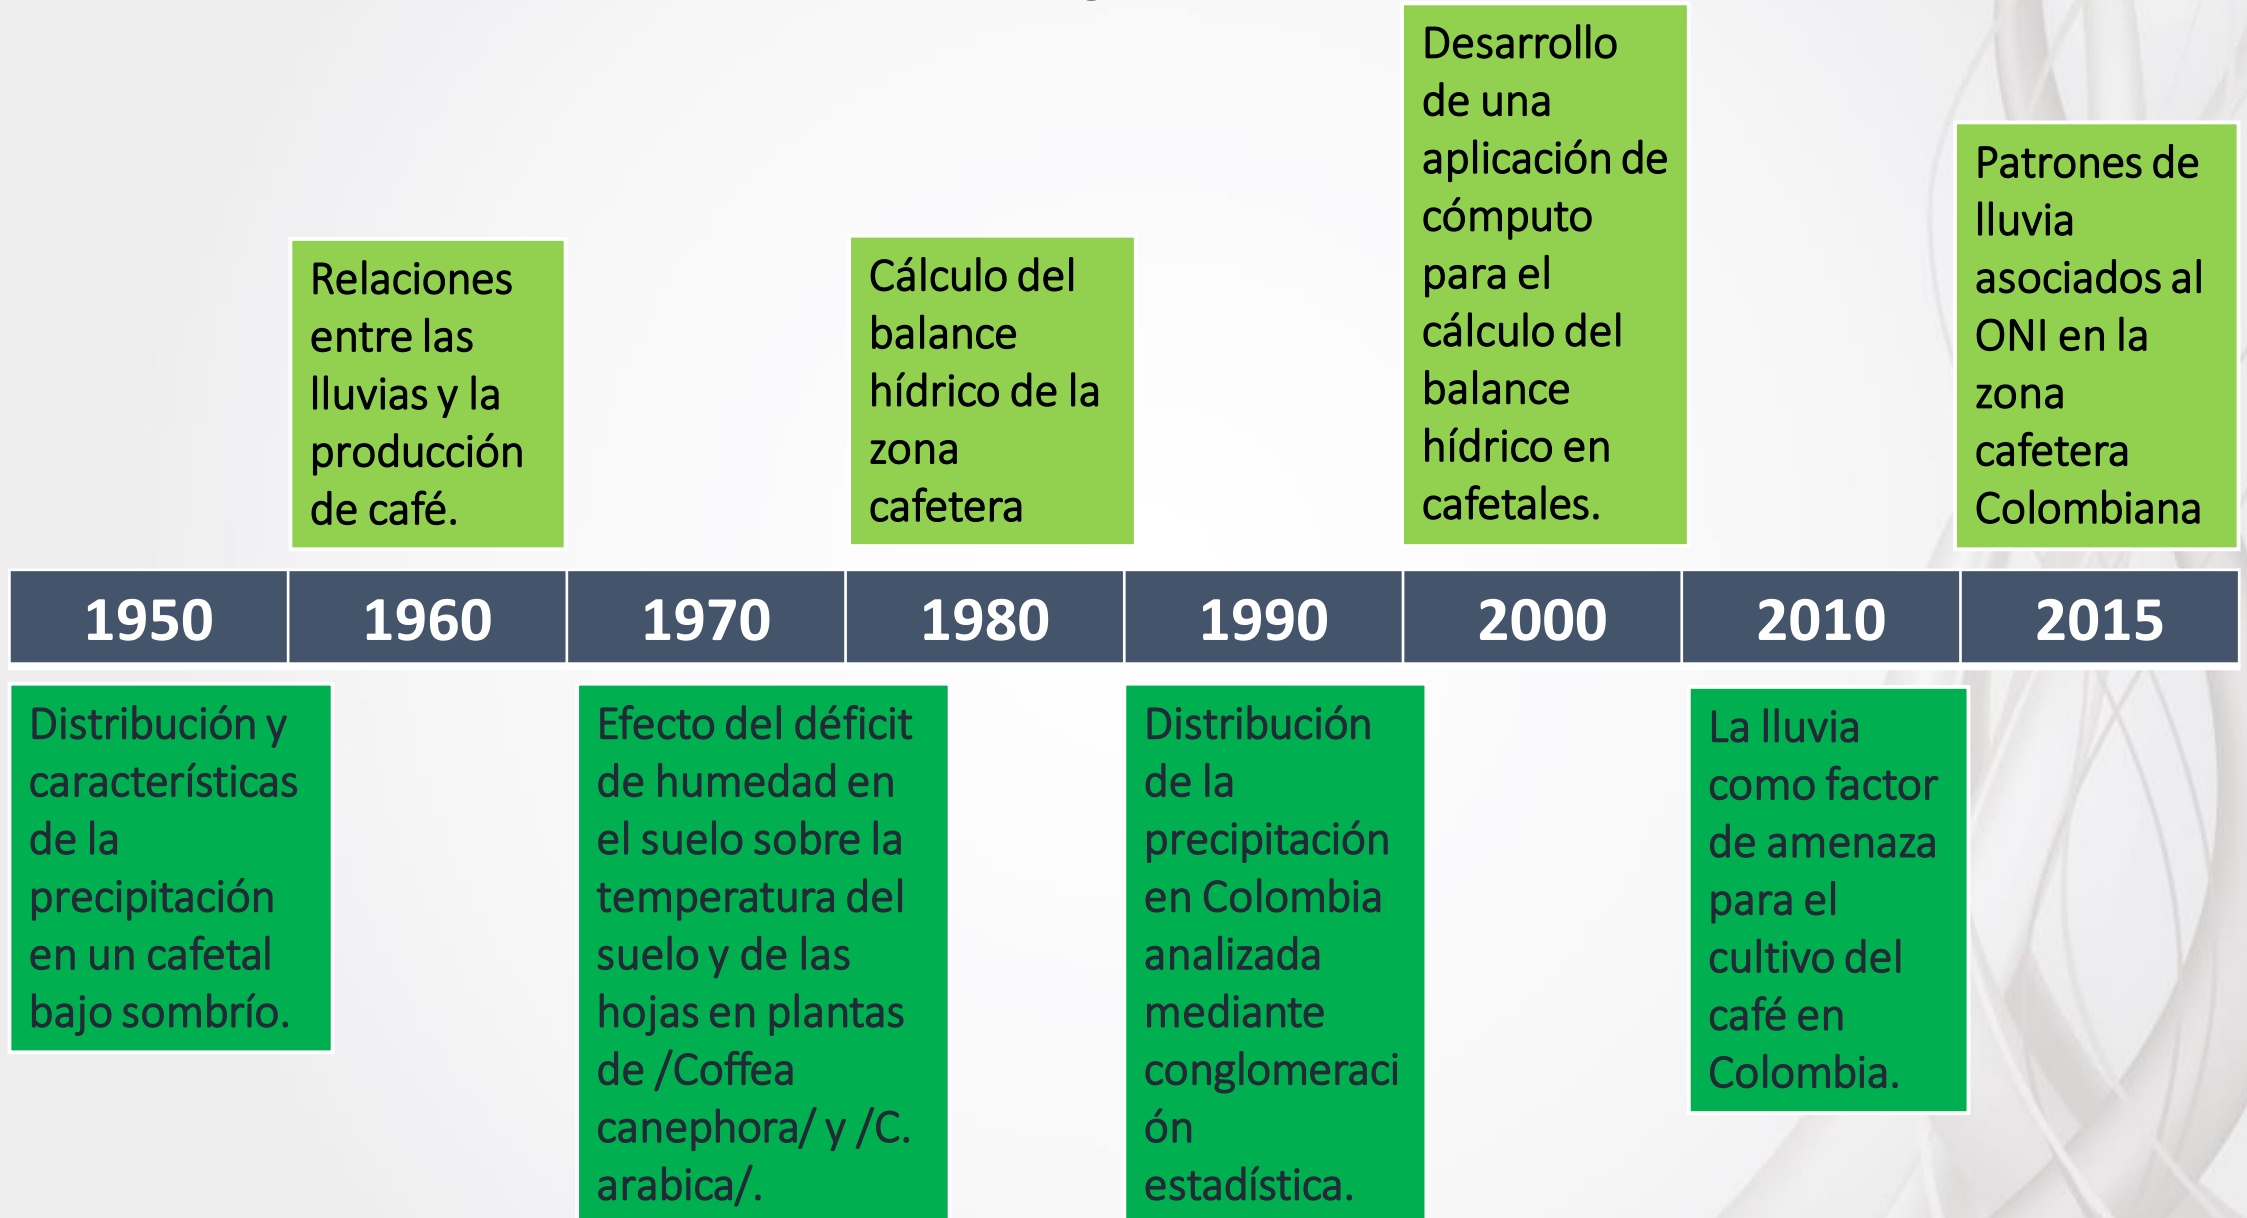 Desarrollo
de una
aplicación de
cómputo
para el
cálculo del
balance
hídrico en
cafetales.
Patrones de
lluvia
asociados al
ONI en la
zona
cafetera
Colombiana
Relaciones
entre las
lluvias y la
producción
de café.
Cálculo del
balance
hídrico de la
zona
cafetera
1950 1960 1970 1980 1990 2000 2010 2015
Distribución y
características
de la
precipitación
en un cafetal
bajo sombrío.
Efecto del déficit
de humedad en
el suelo sobre la
temperatura del
suelo y de las
hojas en plantas
de /Coffea
canephora/ y /C.
arabica/.
Distribución
de la
precipitación
en Colombia
analizada
mediante
conglomeraci
ón
estadística.
La lluvia
como factor
de amenaza
para el
cultivo del
café en
Colombia.